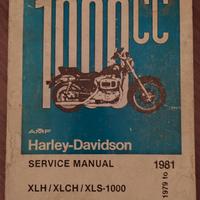 1000cc
AMF
Harley-Davidson
SERVICE MANUAL
1979 to 1981
XLH / XLCH / XLS-1000